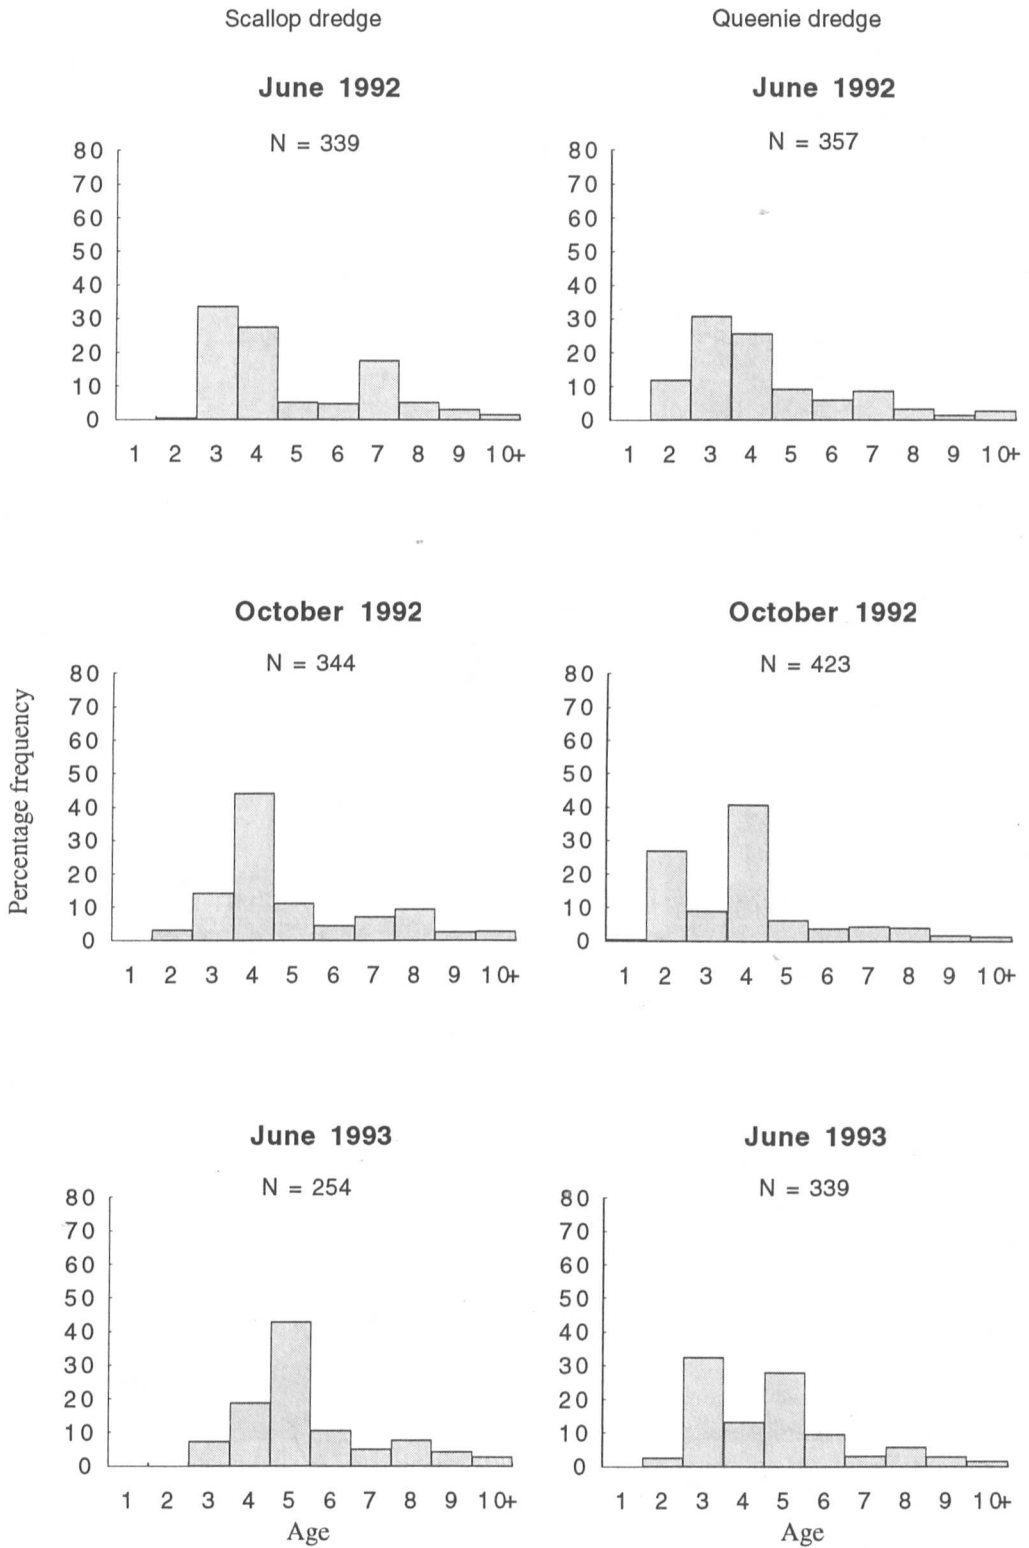 Scallop dredge
Queenie dredge
June 1992
June 1992
N = 339
N = 357
80
70
60
50
40
30
20
10
0
1 2 3 4 5 6 7 8 9 10+
80
70
60
50
40
30
20
10
0
1 2 3 4 5 6 7 8 9 10+
October 1992
October 1992
N = 344
N = 423
Percentage frequency
80
70
60
50
40
30
20
10
0
1 2 3 4 5 6 7 8 9 10+
80
70
60
50
40
30
20
10
0
1 2 3 4 5 6 7 8 9 10+
June 1993
June 1993
N = 254
N = 339
80
70
60
50
40
30
20
10
0
1 2 3 4 5 6 7 8 9 10+
Age
80
70
60
50
40
30
20
10
0
1 2 3 4 5 6 7 8 9 10+
Age